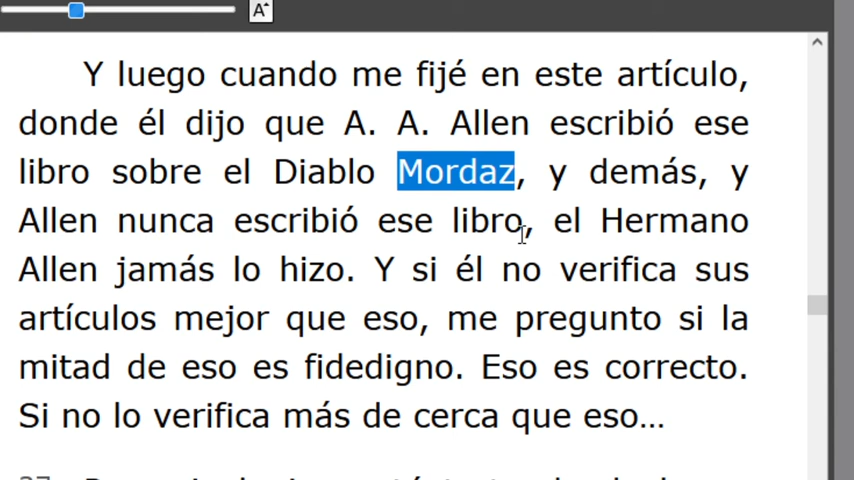 A
Y luego cuando me fijé en este artículo,
donde él dijo que A. A. Allen escribió ese
libro sobre el Diablo Mordaz, y demás, y
Allen nunca escribió ese libro, el Hermano
Allen jamás lo hizo. Y si él no verifica sus
artículos mejor que eso, me pregunto si la
mitad de eso es fidedigno. Eso es correcto.
Si no lo verifica más de cerca que eso…